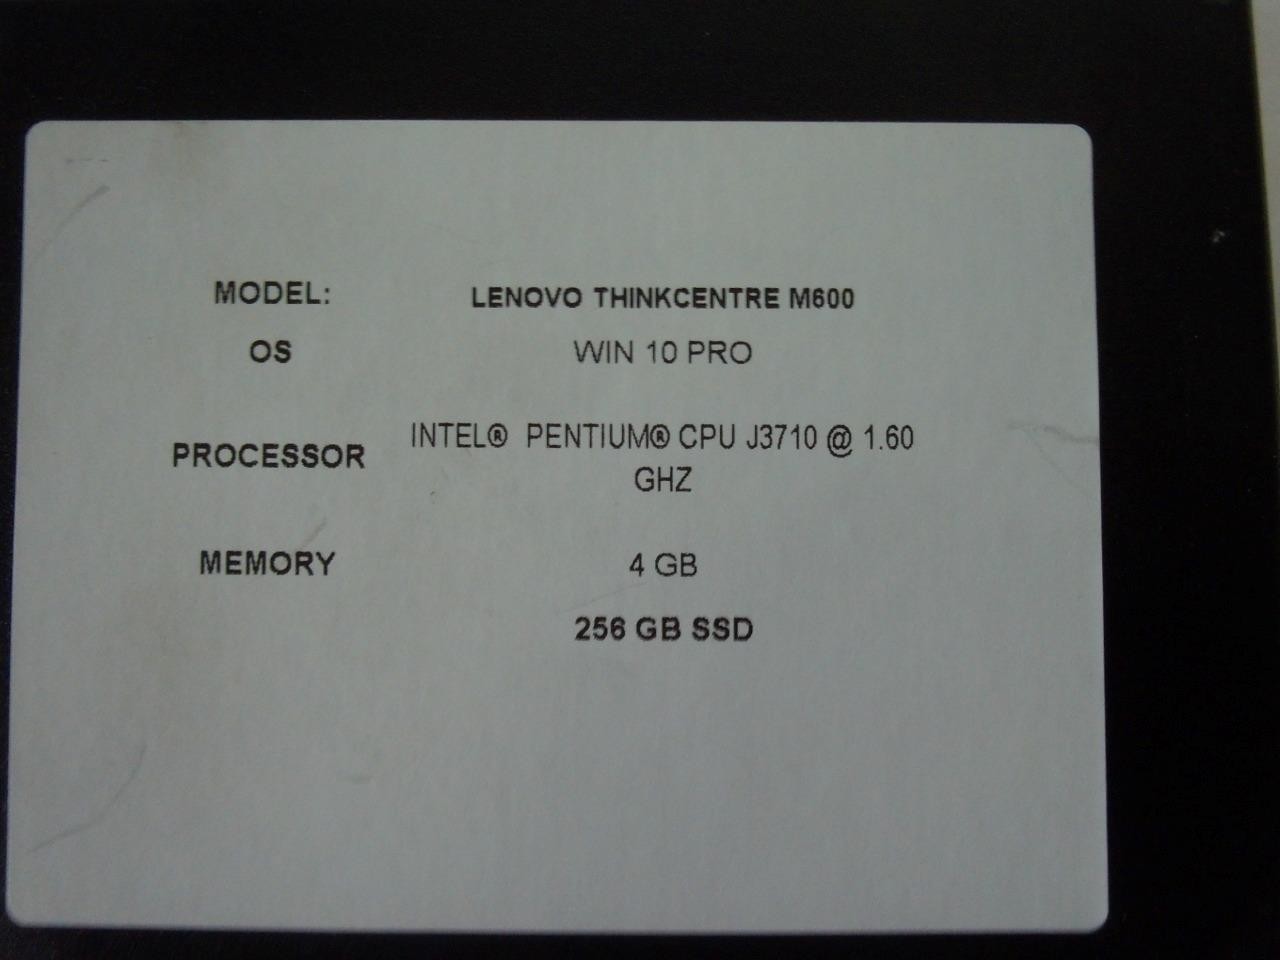 MODEL: LENOVO THINKCENTRE M600
OS WIN 10 PRO
PROCESSOR INTEL® PENTIUM® CPU J3710 @ 1.60
GHZ
MEMORY 4 GB
256 GB SSD